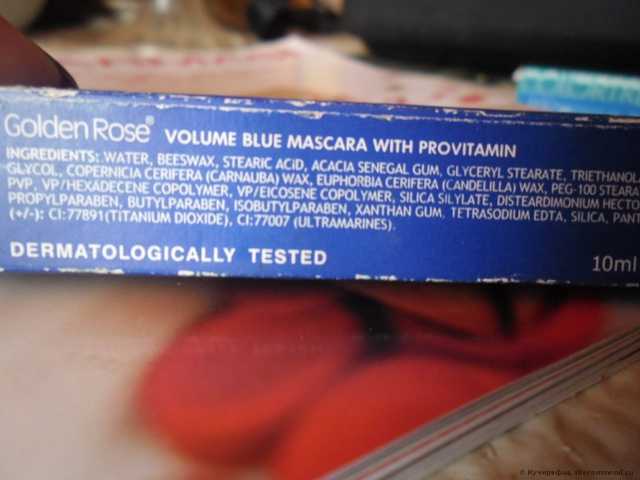 Golden Rose® VOLUME BLUE MASCARA WITH PROVITAMIN
INGREDIENTS: WATER, BEESWAX, STEARIC ACID, ACACIA SENEGAL GUM, GLYCERYL STEARATE, TRIETHANOLA
GLYCOL, COPERNICIA CERIFERA (CARNAUBA) WAX, EUPHORBIA CERIFERA (CANDELILLA) WAX, PEG-100 STEARA
PVP, VP/HEXADECENE COPOLYMER, VP/EICOSENE COPOLYMER, SILICA SILYLATE, DISTEARDIMONIUM HECTO
PROPYLPARABEN, BUTYLPARABEN, ISOBUTYLPARABEN, XANTHAN GUM, TETRASODIUM EDTA, SILICA, PAN
(+/-): CI:77891(TITANIUM DIOXIDE), CI:77007 (ULTRAMARINES).
DERMATOLOGICALLY TESTED
10ml